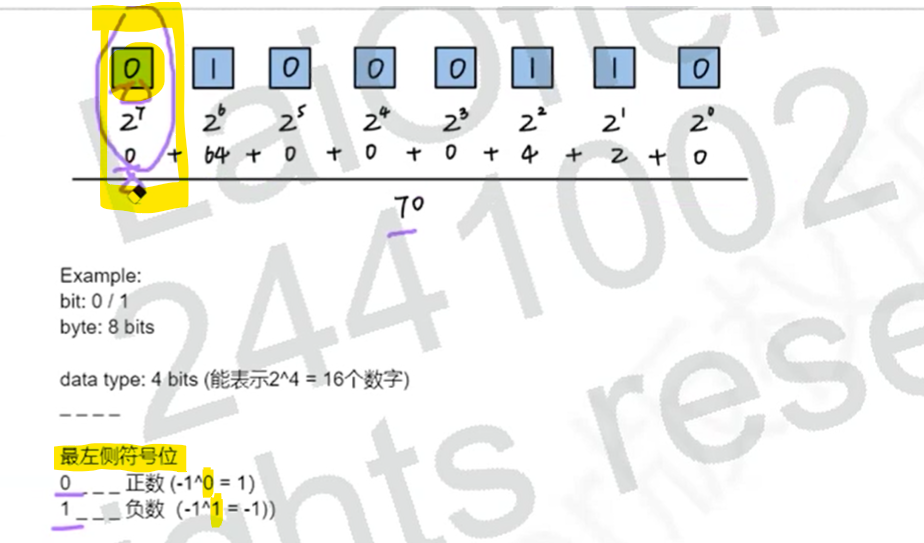 0 1 0 0 0 1 1 0
2^7 2^6 2^5 2^4 2^3 2^2 2^1 2^0
0 + 64 + 0 + 0 + 0 + 4 + 2 + 0
70
Example:
bit: 0 / 1
byte: 8 bits
data type: 4 bits (能表示2^4 = 16个数字)
_ _ _ _
最左侧符号位
0 _ _ _ 正数 (-1^0 = 1)
1 _ _ _ 负数 (-1^1 = -1))
LaiOffer
2441002
ghts rese